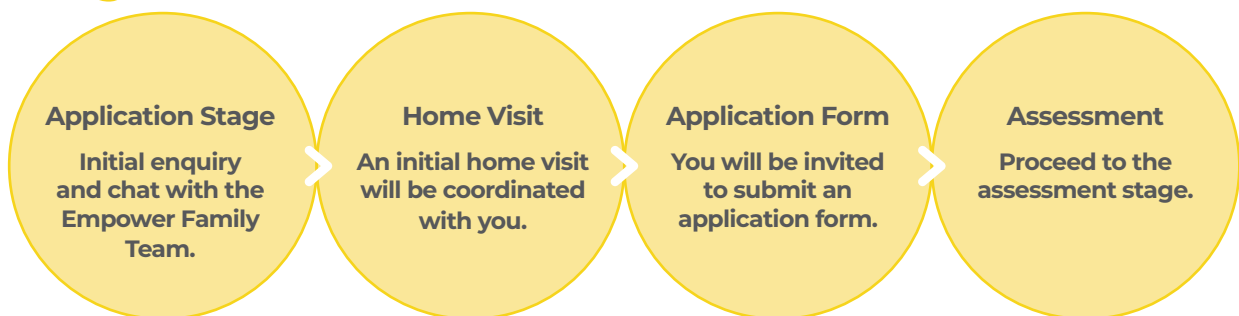 Application Stage
Initial enquiry
and chat with the
Empower Family
Team.
Home Visit
An initial home visit
will be coordinated
with you.
Application Form
You will be invited
to submit an
application form.
Assessment
Proceed to the
assessment stage.